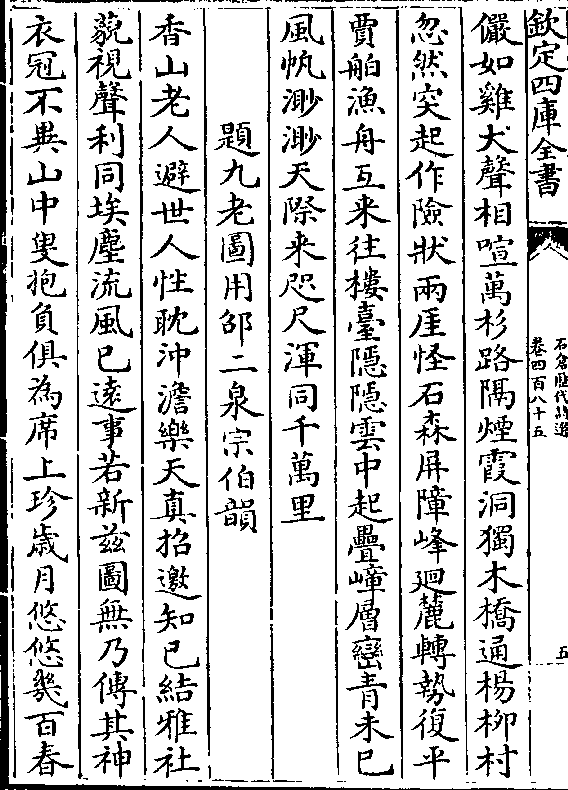 欽定四庫全書
石倉歷代詩選
卷四百八十五
五
儼如雞犬聲相喧萬杉路隔煙霞洞獨木橋通楊柳村
忽然突起作險狀兩厓怪石森屏障峰廻麓轉勢復平
賈舶漁舟互来往樓臺隱隱雲中起疊嶂層巒青未已
風帆渺渺天際来咫尺渾同千萬里
題九老圖用邵二泉宗伯韻
香山老人避世人性耽沖澹樂天真招邀知已結雅社
藐視聲利同埃塵流風已遠事若新兹圖無乃傳其神
衣冠不異山中叟抱負俱為席上珍歳月悠悠幾百春